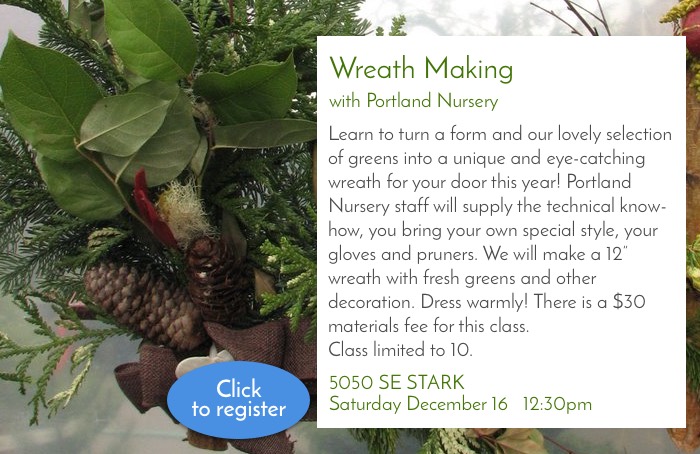 Wreath Making
with Portland Nursery
Learn to turn a form and our lovely selection
of greens into a unique and eye-catching
wreath for your door this year! Portland
Nursery staff will supply the technical know-
how, you bring your own special style, your
gloves and pruners. We will make a 12"
wreath with fresh greens and other
decoration. Dress warmly! There is a $30
materials fee for this class.
Class limited to 10.
5050 SE STARK
Saturday December 16 12:30pm
Click
to register